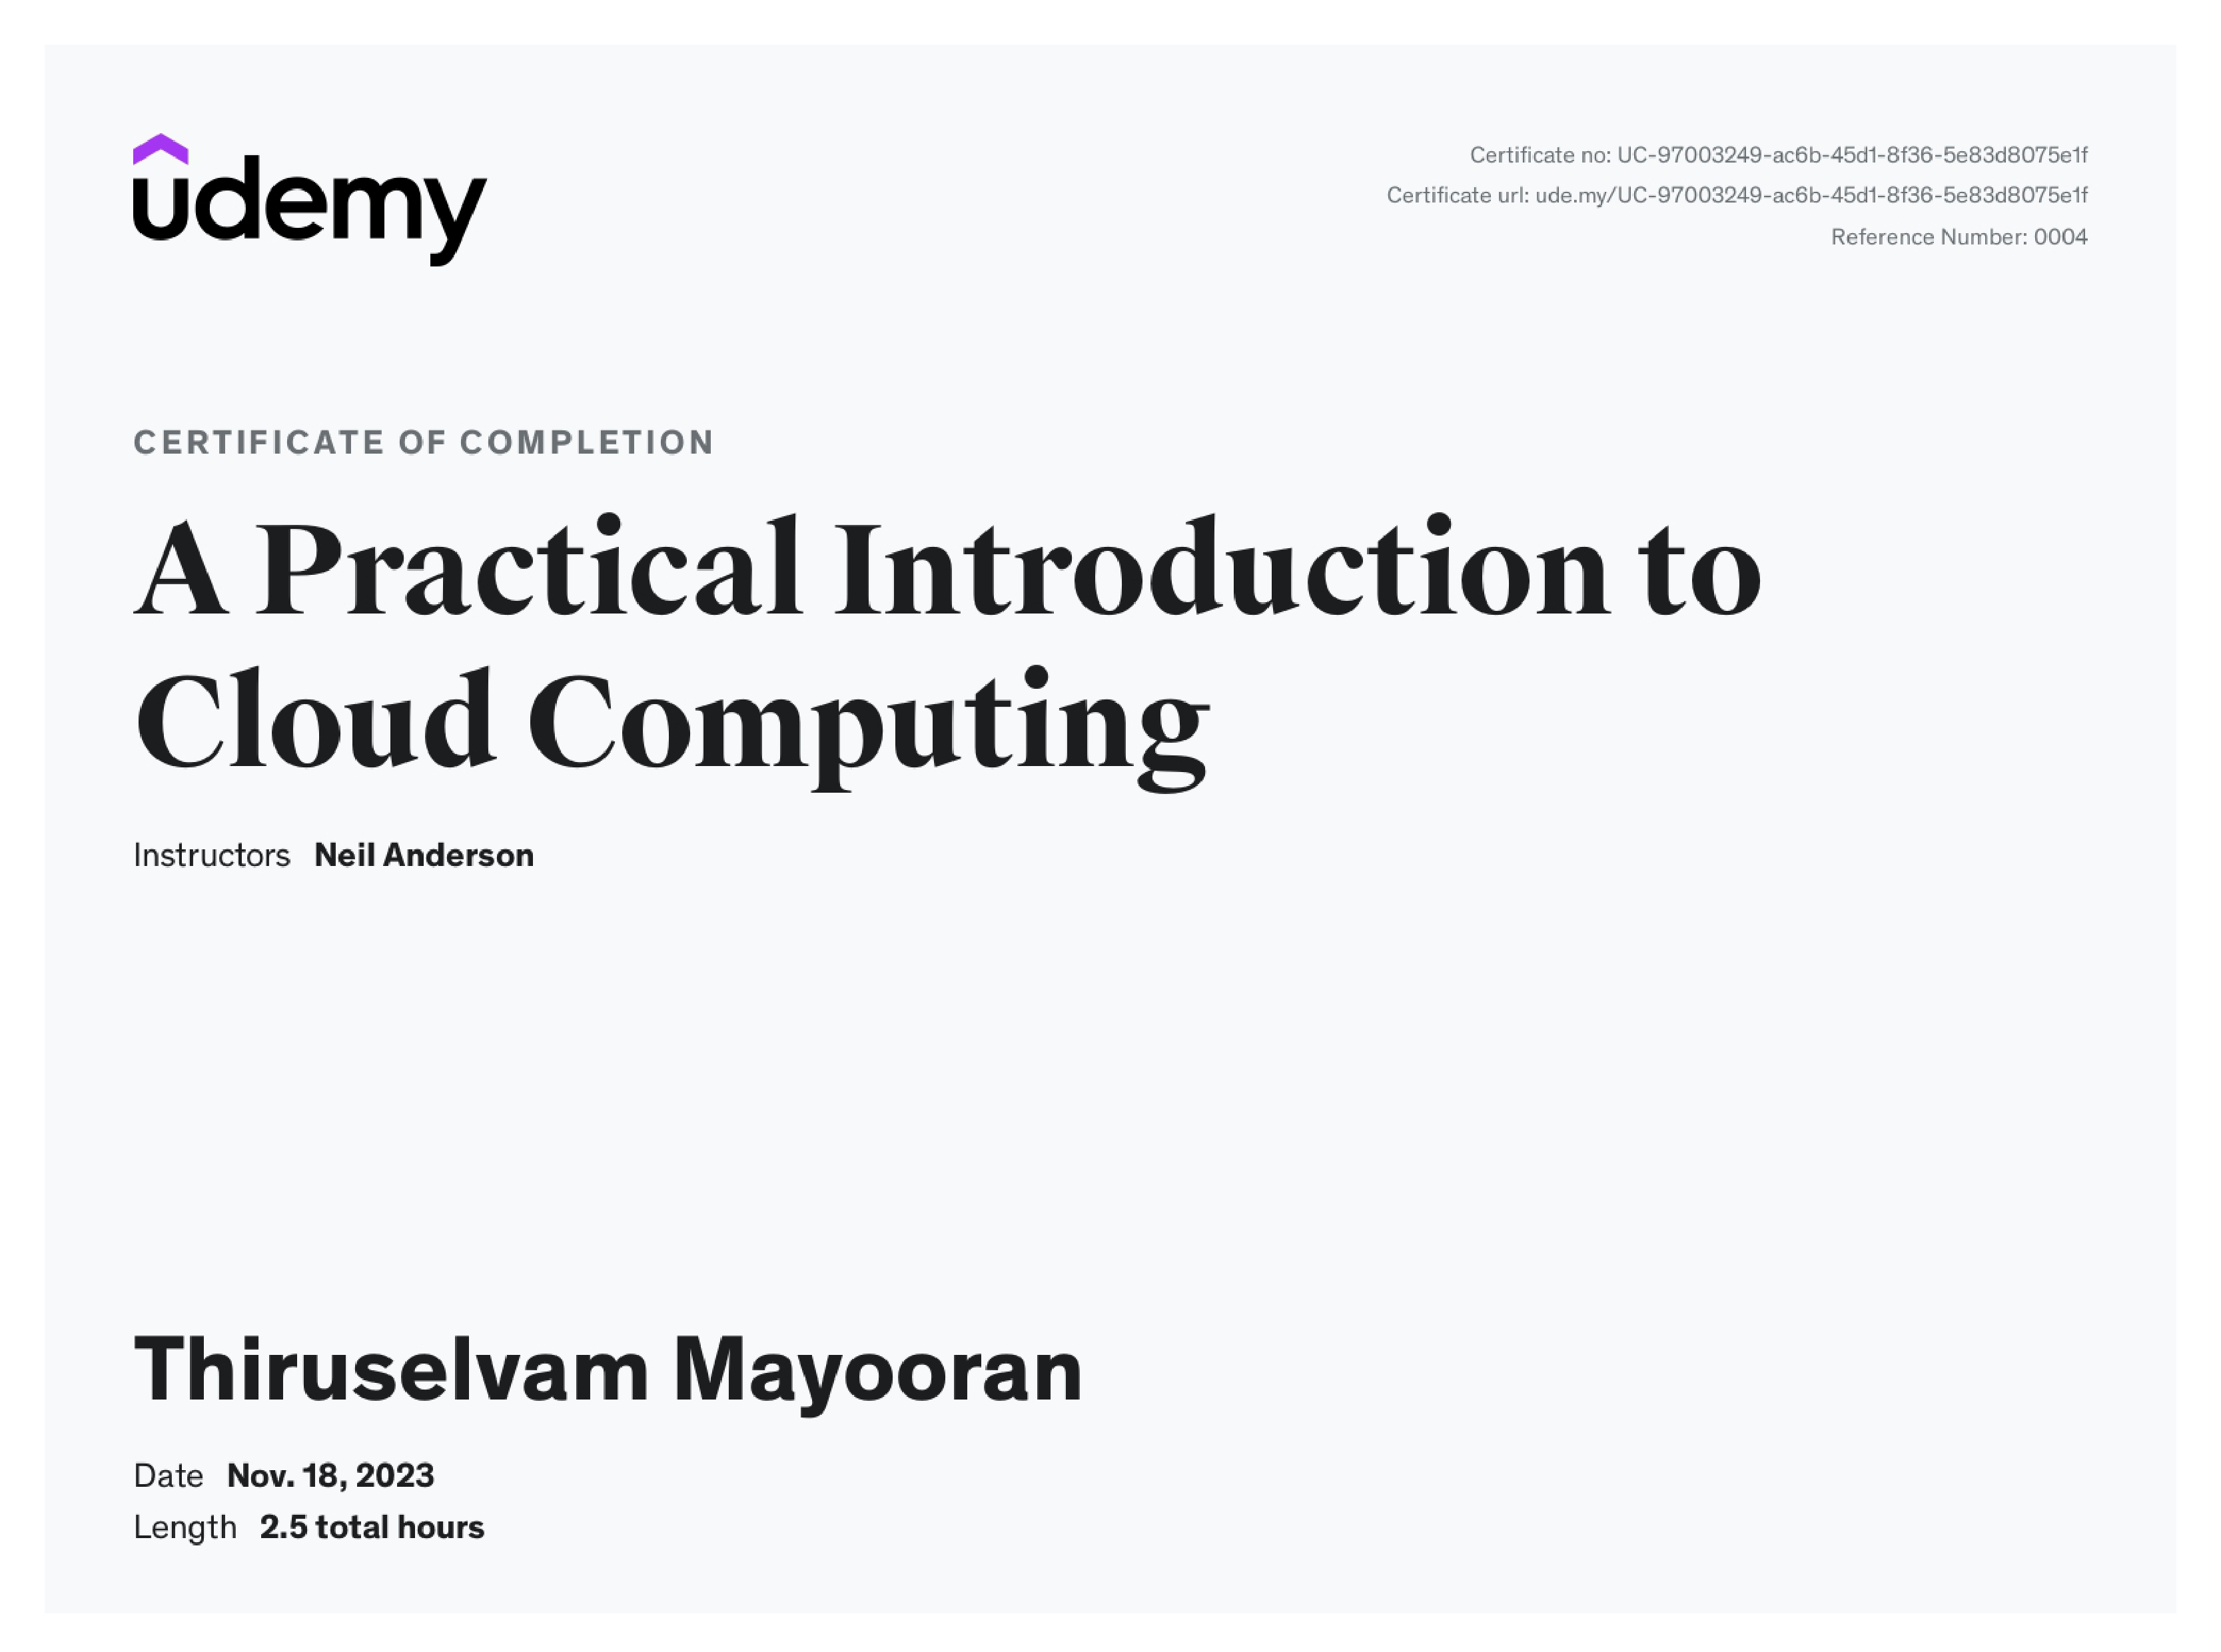 udemy
Certificate no: UC-97003249-ac6b-45d1-8f36-5e83d8075e1f
Certificate url: ude.my/UC-97003249-ac6b-45d1-8f36-5e83d8075e1f
Reference Number: 0004
CERTIFICATE OF COMPLETION
A Practical Introduction to
Cloud Computing
Instructors Neil Anderson
Thiruselvam Mayooran
Date Nov. 18, 2023
Length 2.5 total hours